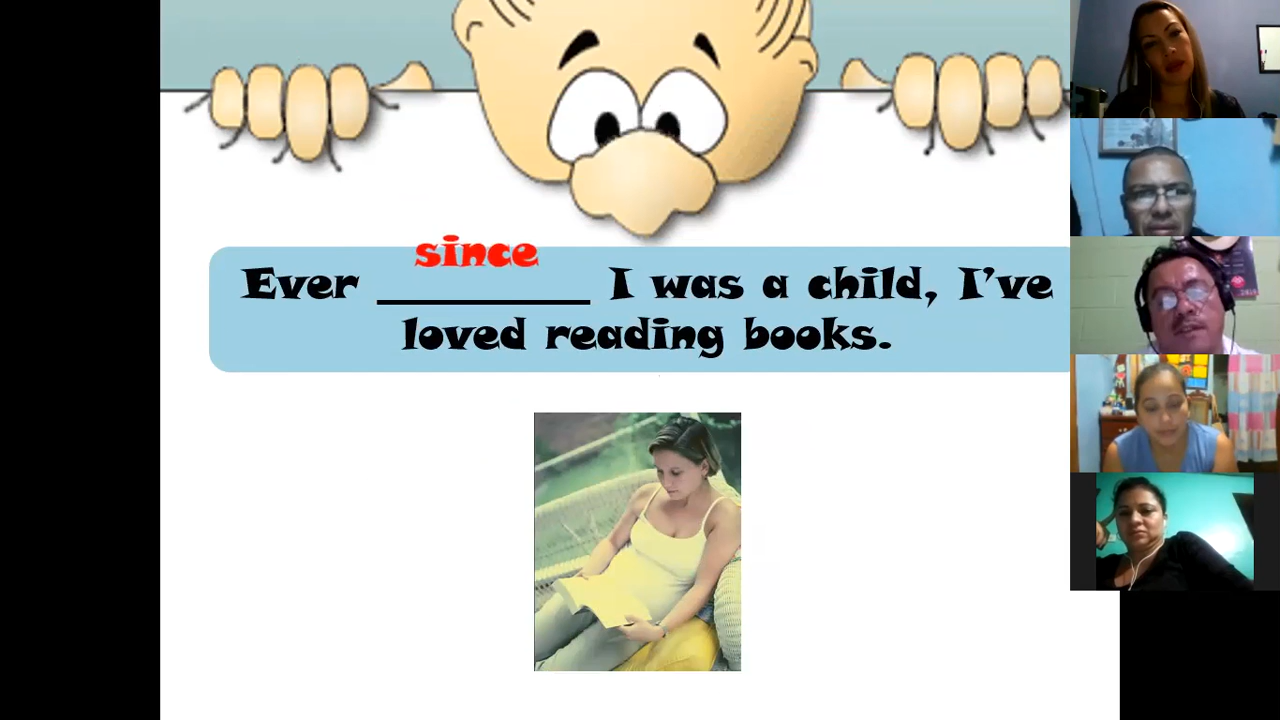 since
Ever __________ I was a child, I've
loved reading books.